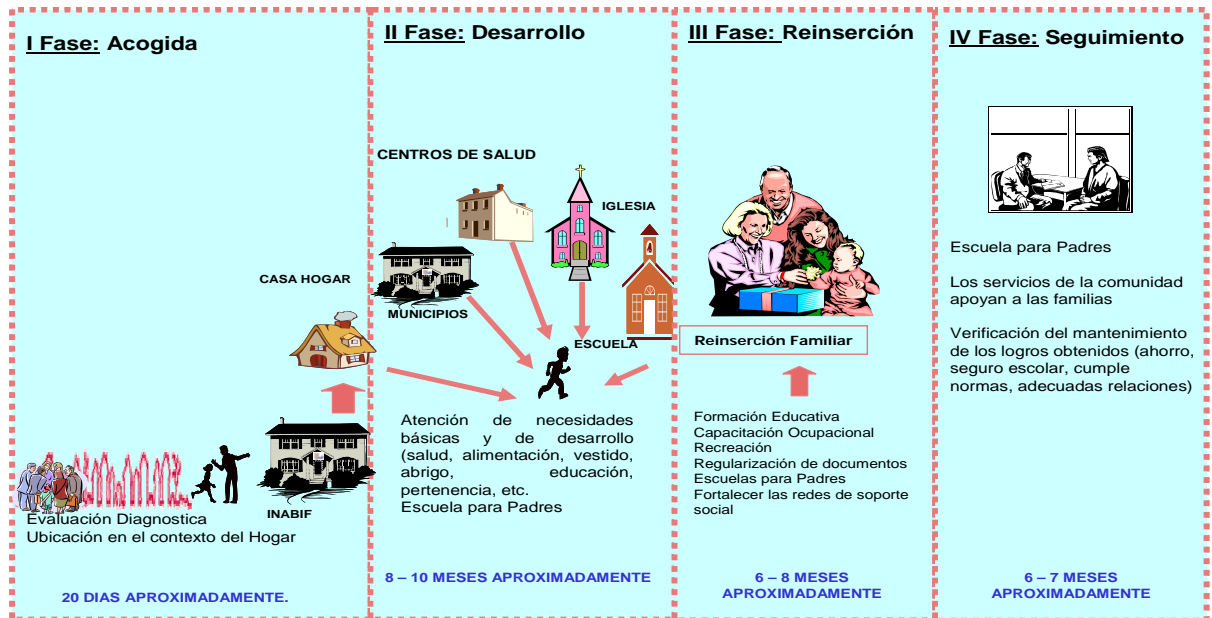 I Fase: Acogida
CASA HOGAR
INABIF
Evaluación Diagnostica
Ubicación en el contexto del Hogar
20 DIAS APROXIMADAMENTE.
II Fase: Desarrollo
CENTROS DE SALUD
IGLESIA
MUNICIPIOS
ESCUELA
Atención de necesidades
básicas y de desarrollo
(salud, alimentación, vestido,
abrigo, educación,
pertenencia, etc.
Escuela para Padres
8 – 10 MESES APROXIMADAMENTE
III Fase: Reinserción
Reinserción Familiar
Formación Educativa
Capacitación Ocupacional
Recreación
Regularización de documentos
Escuelas para Padres
Fortalecer las redes de soporte
social
6 – 8 MESES
APROXIMADAMENTE
IV Fase: Seguimiento
Escuela para Padres
Los servicios de la comunidad
apoyan a las familias
Verificación del mantenimiento
de los logros obtenidos (ahorro,
seguro escolar, cumple
normas, adecuadas relaciones)
6 – 7 MESES
APROXIMADAMENTE